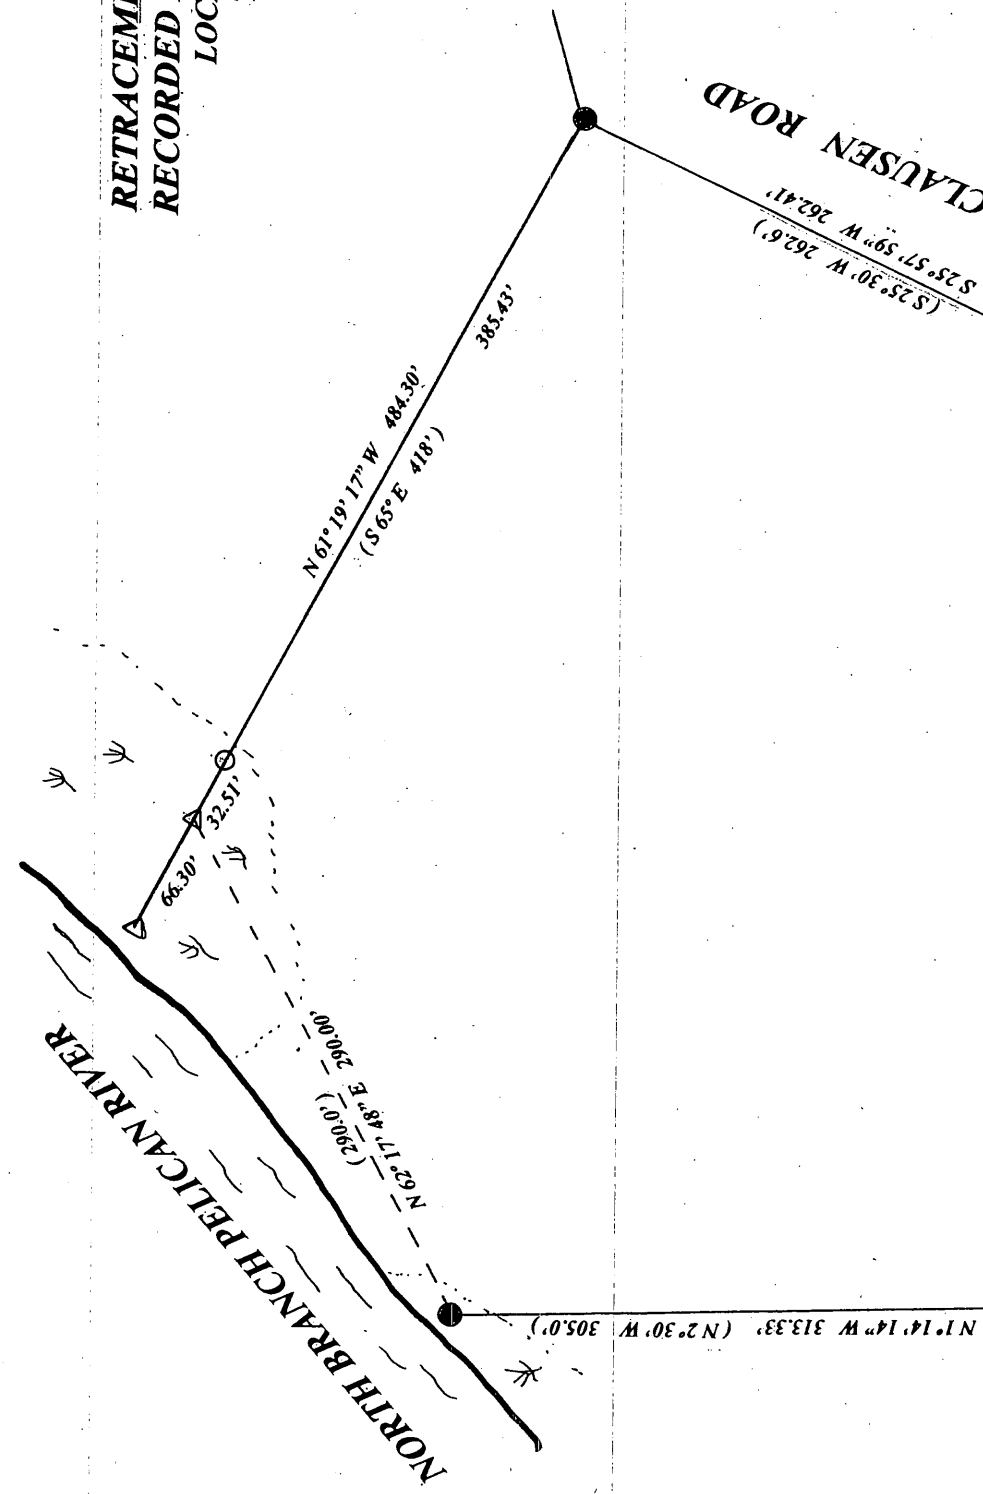 RETRACEM
RECORDED
LOC
CLAUSEN ROAD
S 25° 57' 59" W 262.41'
(S 25° 30' W 262.6')
385.43'
N 61° 19' 17" W 484.30'
(S 65° E 418')
32.51'
66.30'
(290.0')
N 62° 17' 48" E 290.00'
NORTH BRANCH PELICAN RIVER
N 1° 14' 14" W 313.33' (N 2° 30' W 305.0')